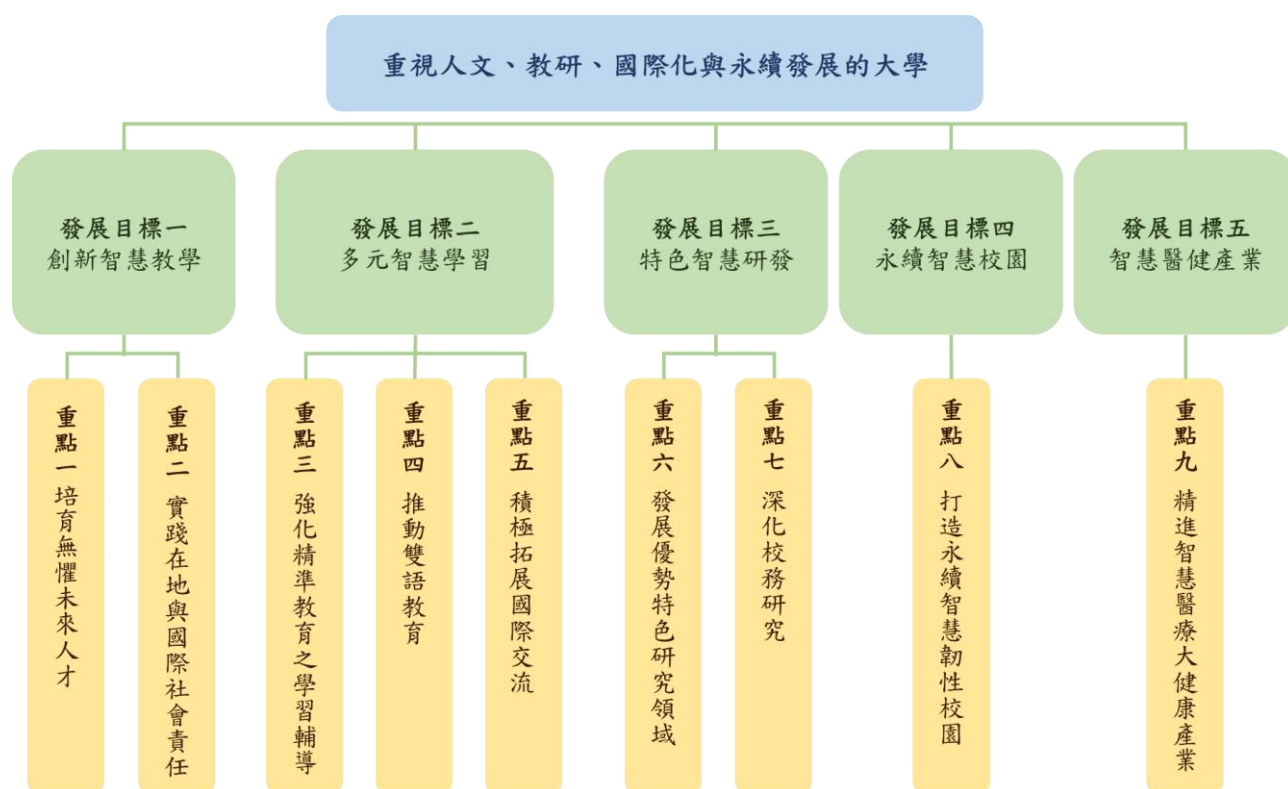 重視人文、教研、國際化與永續發展的大學
發展目標一
創新智慧教學
發展目標二
多元智慧學習
發展目標三
特色智慧研發
發展目標四
永續智慧校園
發展目標五
智慧醫健產業
重點一 培育無懼未來人才
重點二 實踐在地與國際社會責任
重點三 強化精準教育之學習輔導
重點四 推動雙語教育
重點五 積極拓展國際交流
重點六 發展優勢特色研究領域
重點七 深化校務研究
重點八 打造永續智慧韌性校園
重點九 精進智慧醫療大健康產業